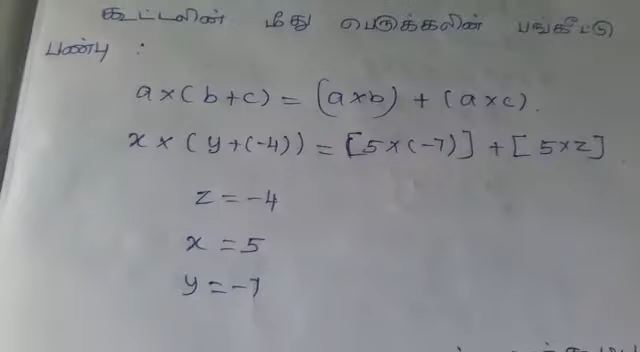 கூட்டலின் மீது பெருக்கலின் பங்கீட்டு
பண்பு :
a×(b+c) = (a×b) + (a×c).
x × (y+(-4)) = [5×(-7)] + [5×z]
z = -4
x = 5
y = -7